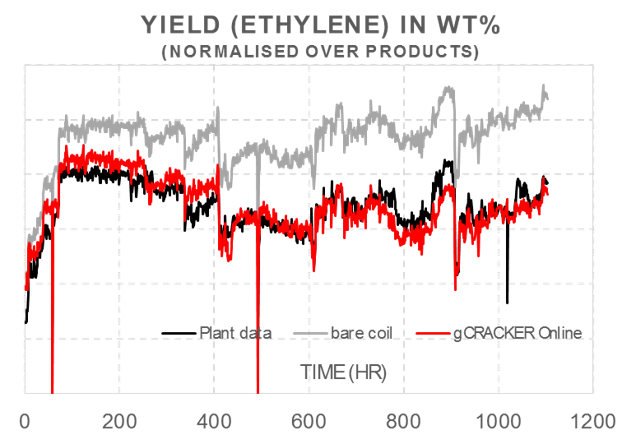 YIELD (ETHYLENE) IN WT%
(NORMALISED OVER PRODUCTS)
Plant data bare coil gCRACKER Online
TIME (HR)
0 200 400 600 800 1000 1200